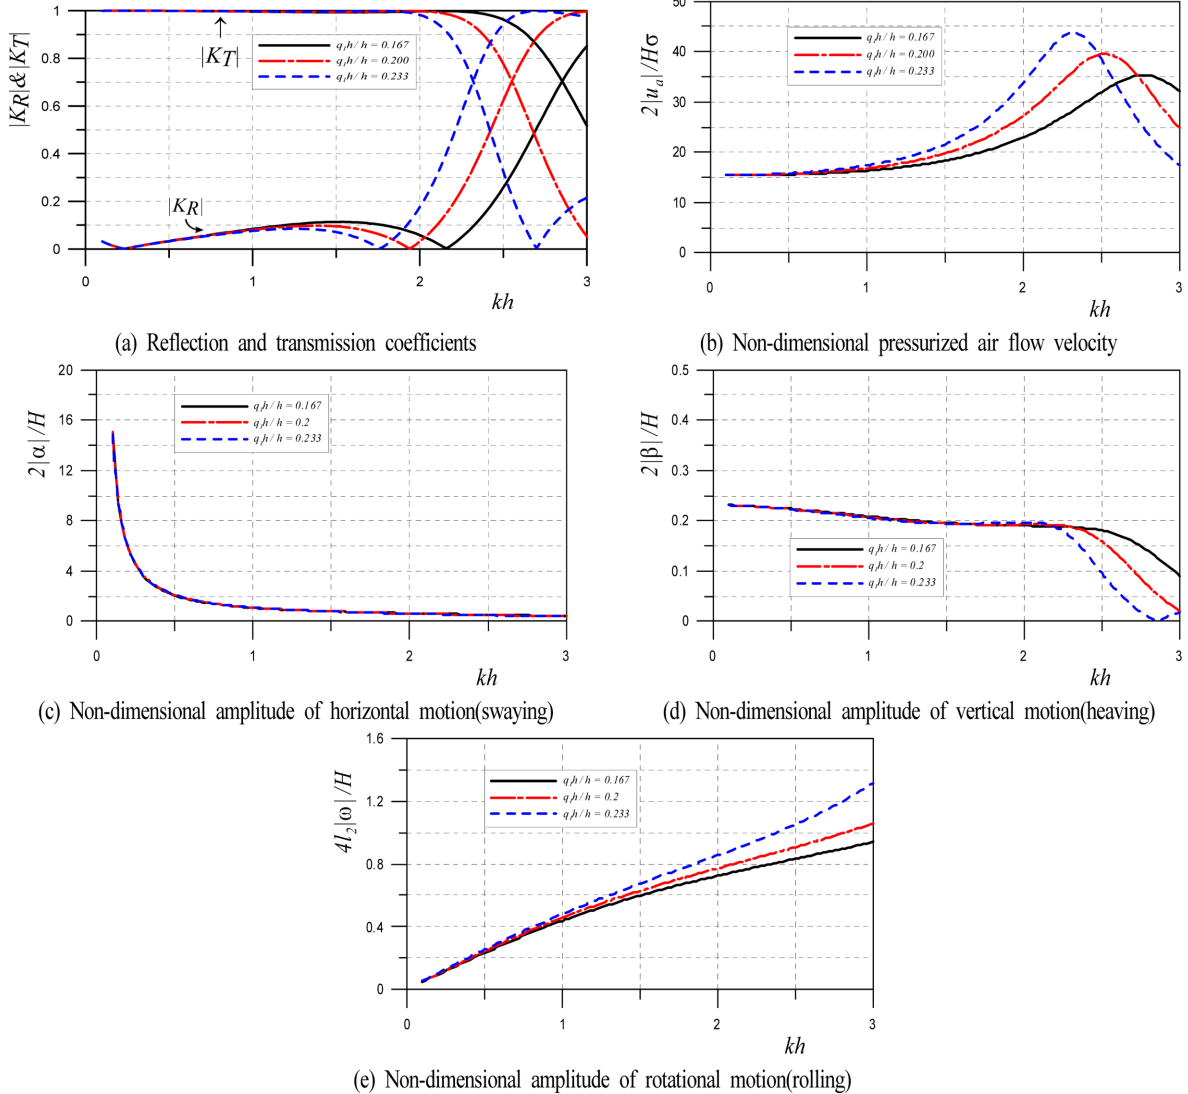 |K_R|&|K_T|
1
0.8
0.6
0.4
0.2
0
|K_T|
q₁h / h = 0.167
q₁h / h = 0.200
q₁h / h = 0.233
|K_R|
0
1
2
3
kh
(a) Reflection and transmission coefficients
2|u_a|/Hσ
50
40
30
20
10
0
q₁h / h = 0.167
q₁h / h = 0.200
q₁h / h = 0.233
0
1
2
3
kh
(b) Non-dimensional pressurized air flow velocity
2|α|/H
20
16
12
8
4
0
q₁h / h = 0.167
q₁h / h = 0.2
q₁h / h = 0.233
0
1
2
3
kh
(c) Non-dimensional amplitude of horizontal motion(swaying)
2|β|/H
0.5
0.4
0.3
0.2
0.1
0
q₁h / h = 0.167
q₁h / h = 0.2
q₁h / h = 0.233
0
1
2
3
kh
(d) Non-dimensional amplitude of vertical motion(heaving)
4l₂|ω|/H
1.6
1.2
0.8
0.4
0
q₁h / h = 0.167
q₁h / h = 0.2
q₁h / h = 0.233
0
1
2
3
kh
(e) Non-dimensional amplitude of rotational motion(rolling)